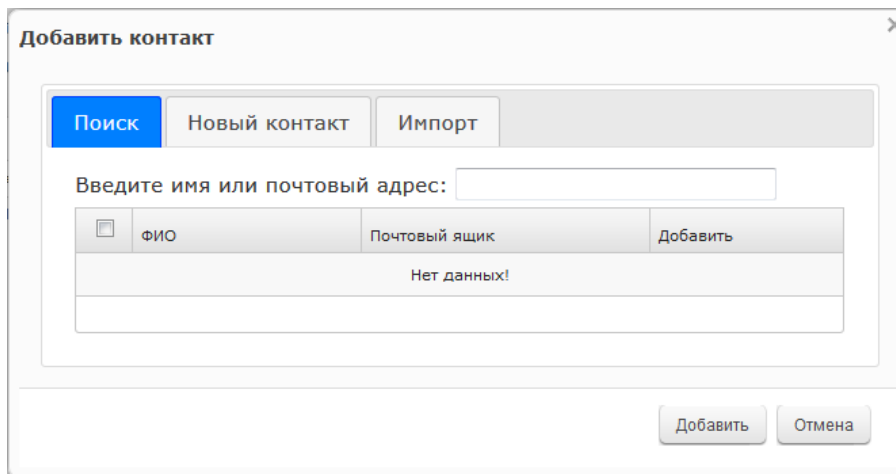 Добавить контакт
Поиск Новый контакт Импорт
Введите имя или почтовый адрес:
ФИО Почтовый ящик Добавить
Нет данных!
Добавить Отмена